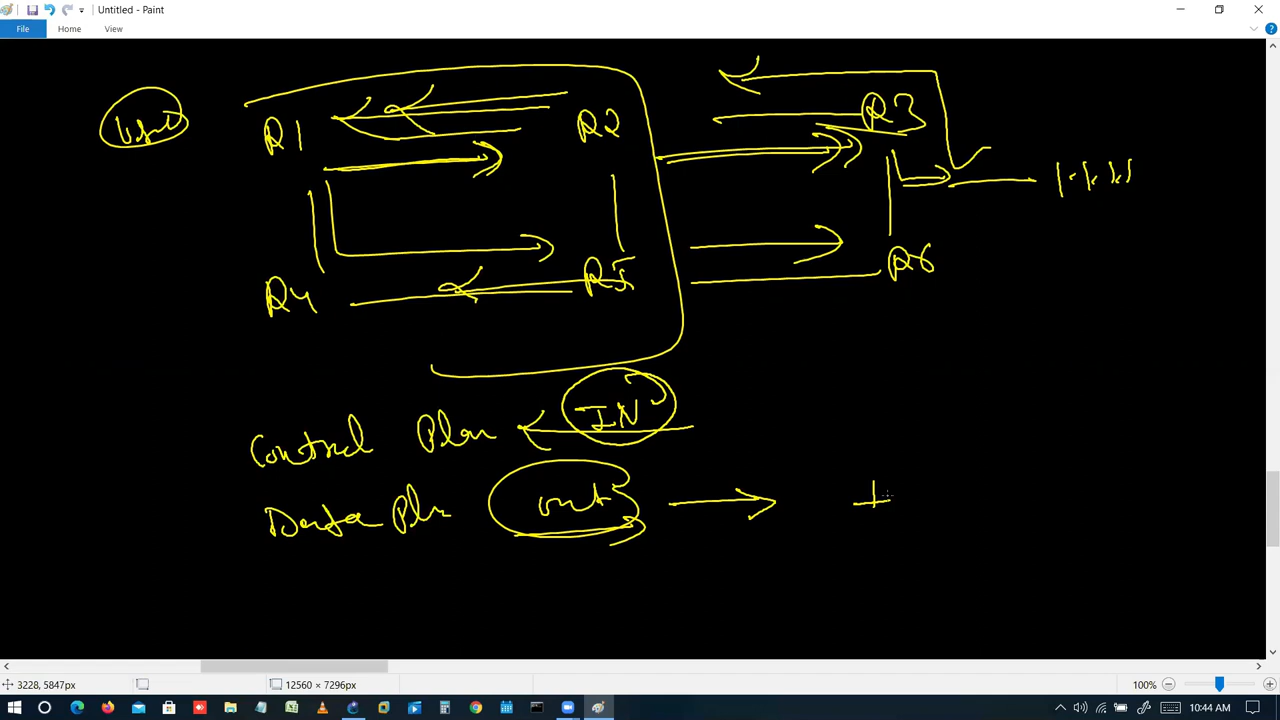 Untitled - Paint
File Home View
User R1 R2 R3
1.1.1.1
R4 R5 R6
Control Plan IN
Data Plan out
3228, 5847px 12560 × 7296px 100%
10:44 AM